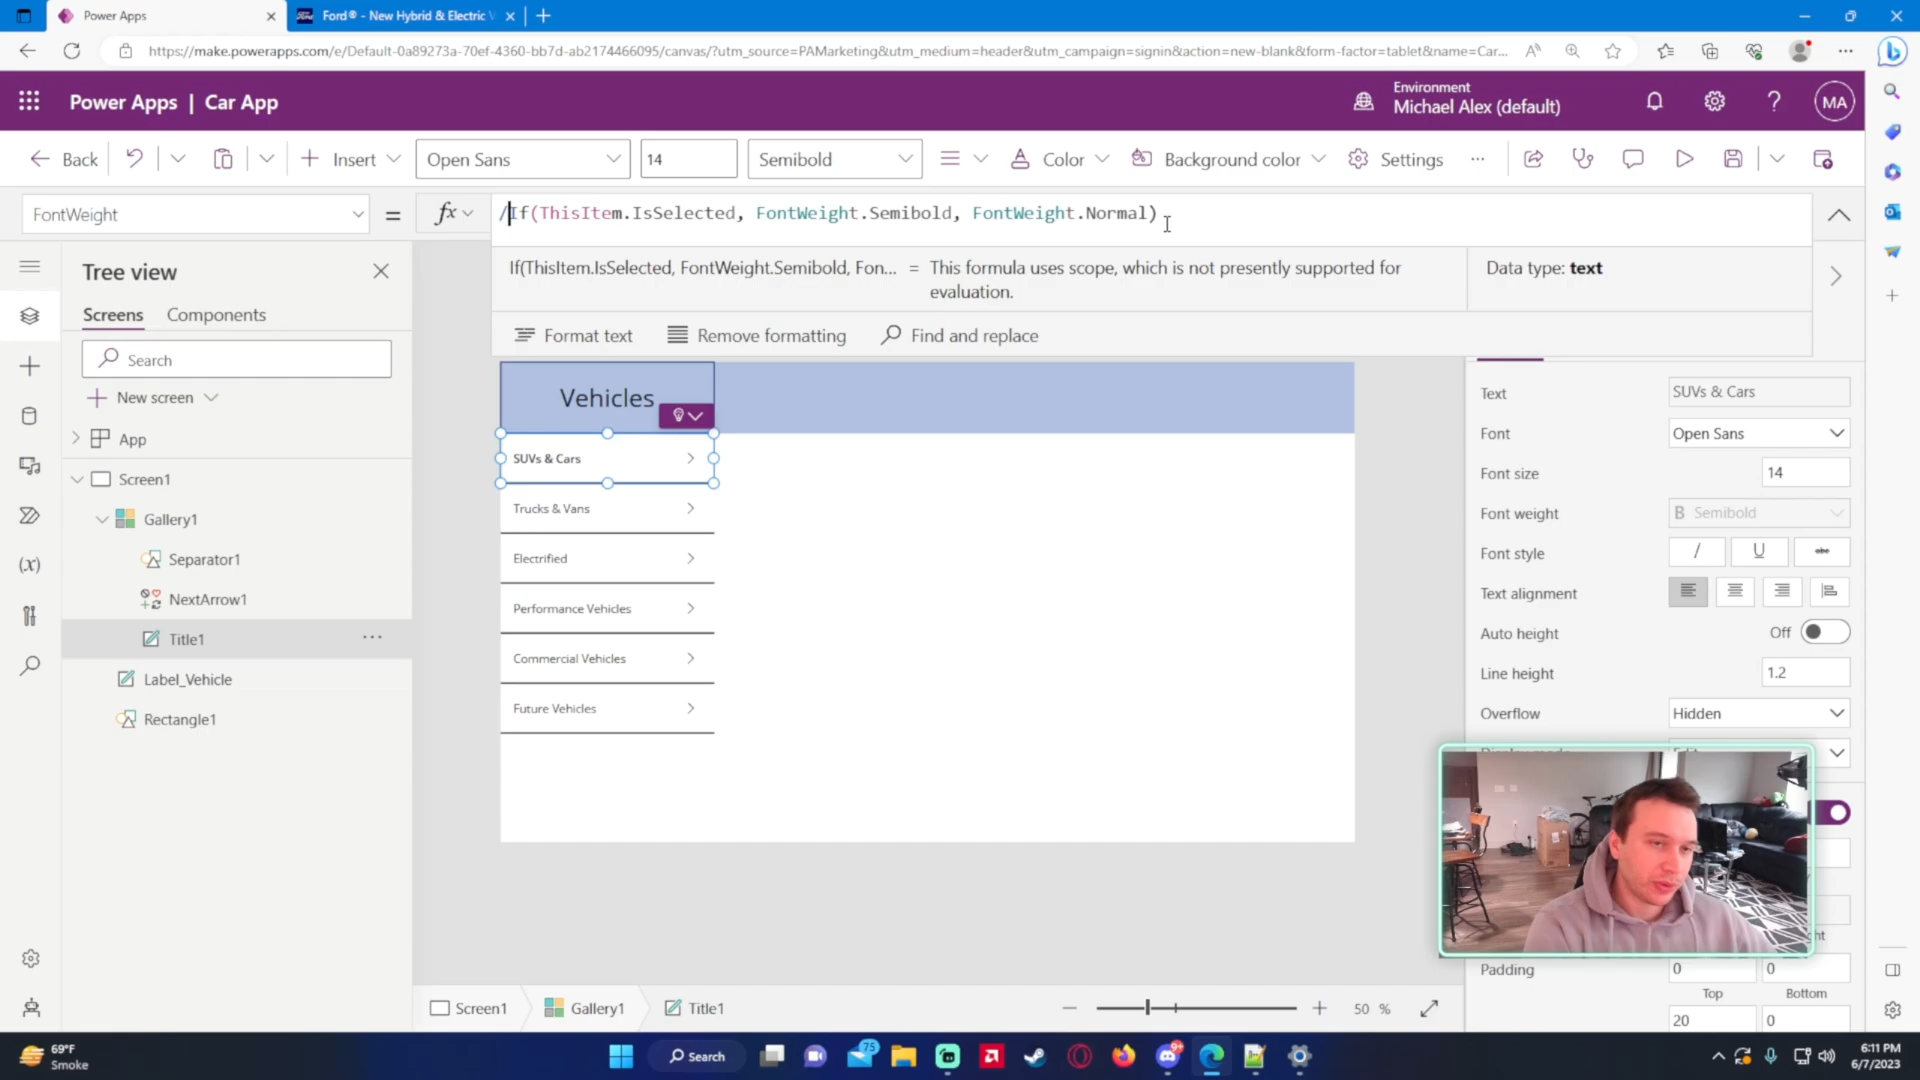 Power Apps
Ford® - New Hybrid & Electric V
https://make.powerapps.com/e/Default-0a89273a-70ef-4360-bb7d-ab2174466095/canvas/?utm_source=PAMarketing&utm_medium=header&utm_campaign=signin&action=new-blank&form-factor=tablet&name=Car...
Power Apps | Car App
Environment
Michael Alex (default)
MA
Back
Insert
Open Sans
14
Semibold
Color
Background color
Settings
FontWeight
=
fx
/If(ThisItem.IsSelected, FontWeight.Semibold, FontWeight.Normal)
If(ThisItem.IsSelected, FontWeight.Semibold, Fon... = This formula uses scope, which is not presently supported for
evaluation.
Data type: text
Format text
Remove formatting
Find and replace
Tree view
Screens
Components
Search
New screen
App
Screen1
Gallery1
Separator1
NextArrow1
Title1
Label_Vehicle
Rectangle1
Vehicles
SUVs & Cars
Trucks & Vans
Electrified
Performance Vehicles
Commercial Vehicles
Future Vehicles
Text
SUVs & Cars
Font
Open Sans
Font size
14
Font weight
B Semibold
Font style
/ U abc
Text alignment
Auto height
Off
Line height
1.2
Overflow
Hidden
Padding
0
0
Top
Bottom
20
0
Screen1
Gallery1
Title1
50 %
69°F
Smoke
Search
75
9+
6:11 PM
6/7/2023